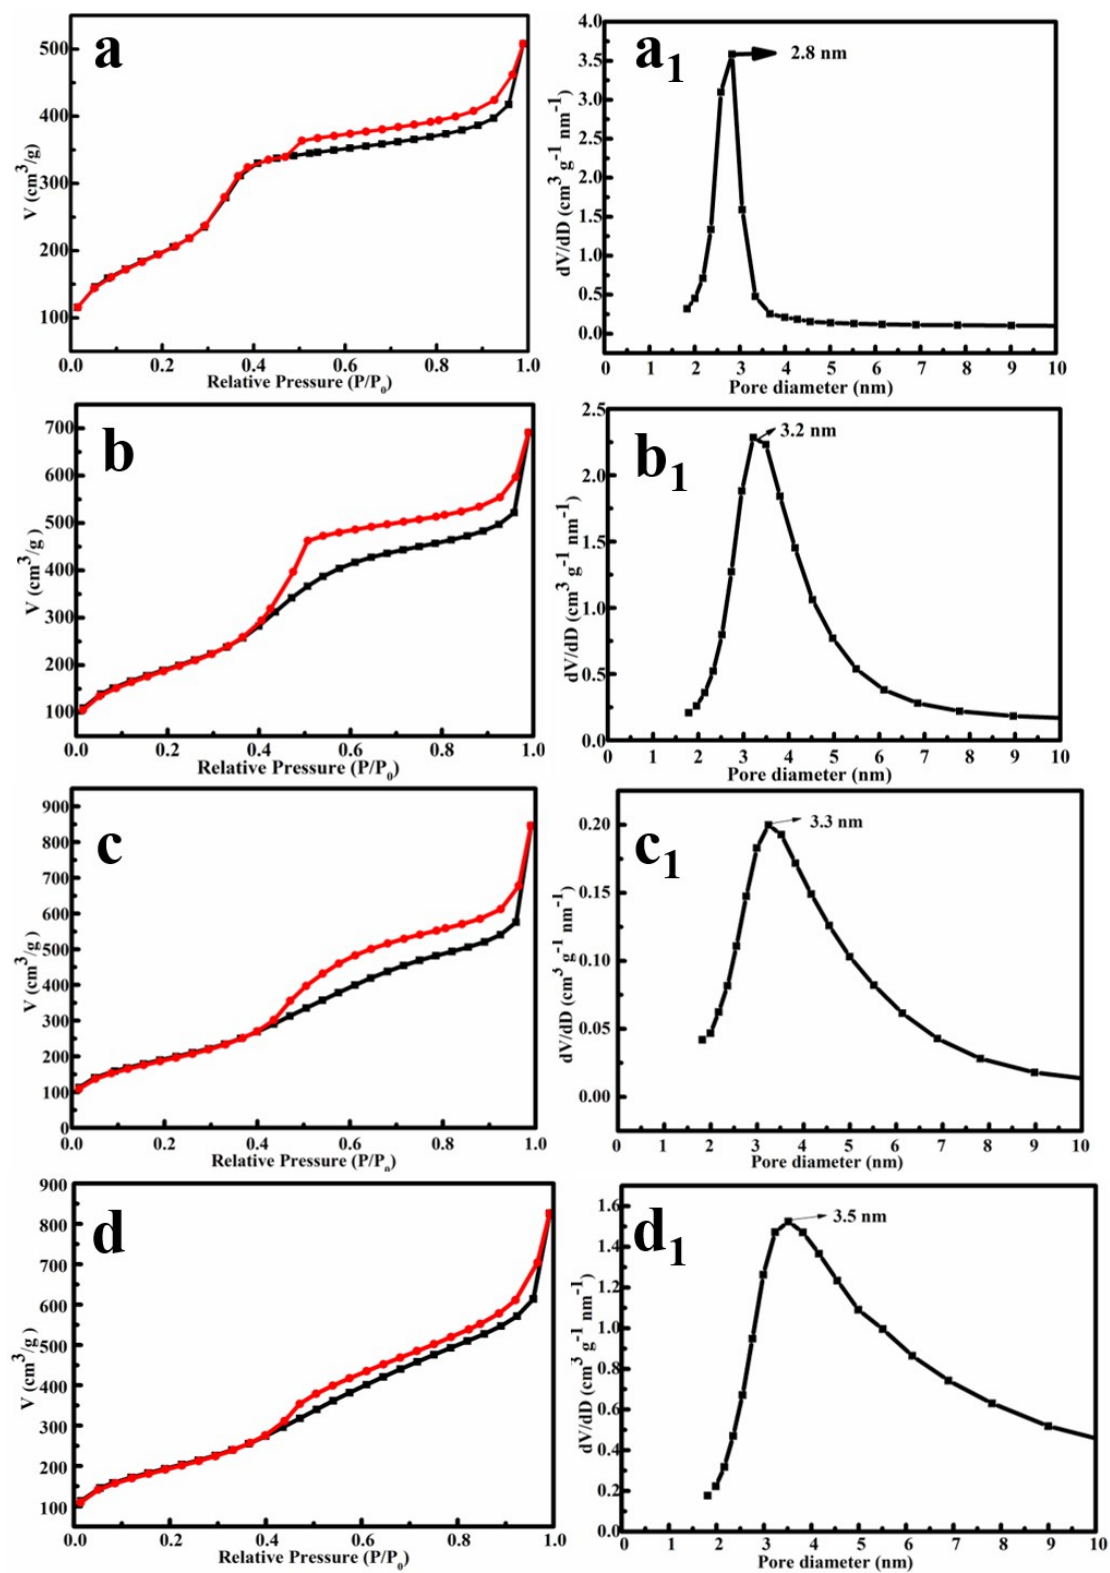 a
V (cm3/g)
500
400
300
200
100
0.0 0.2 0.4 0.6 0.8 1.0
Relative Pressure (P/P0)
a1
2.8 nm
dV/dD (cm3 g-1 nm-1)
4.0
3.5
3.0
2.5
2.0
1.5
1.0
0.5
0.0
0 1 2 3 4 5 6 7 8 9 10
Pore diameter (nm)
b
V (cm3/g)
700
600
500
400
300
200
100
0.0 0.2 0.4 0.6 0.8 1.0
Relative Pressure (P/P0)
b1
3.2 nm
dV/dD (cm3 g-1 nm-1)
2.5
2.0
1.5
1.0
0.5
0.0
0 1 2 3 4 5 6 7 8 9 10
Pore diameter (nm)
c
V (cm3/g )
900
800
700
600
500
400
300
200
100
0
0.0 0.2 0.4 0.6 0.8 1.0
Relative Pressure (P/P0)
c1
3.3 nm
dV/dD (cm3 g-1 nm-1)
0.20
0.15
0.10
0.05
0.00
0 1 2 3 4 5 6 7 8 9 10
Pore diameter (nm)
d
V (cm3/g )
900
800
700
600
500
400
300
200
100
0.0 0.2 0.4 0.6 0.8 1.0
Relative Pressure (P/P0)
d1
3.5 nm
dV/dD (cm3 g-1 nm-1)
1.6
1.4
1.2
1.0
0.8
0.6
0.4
0.2
0.0
0 1 2 3 4 5 6 7 8 9 10
Pore diameter (nm)